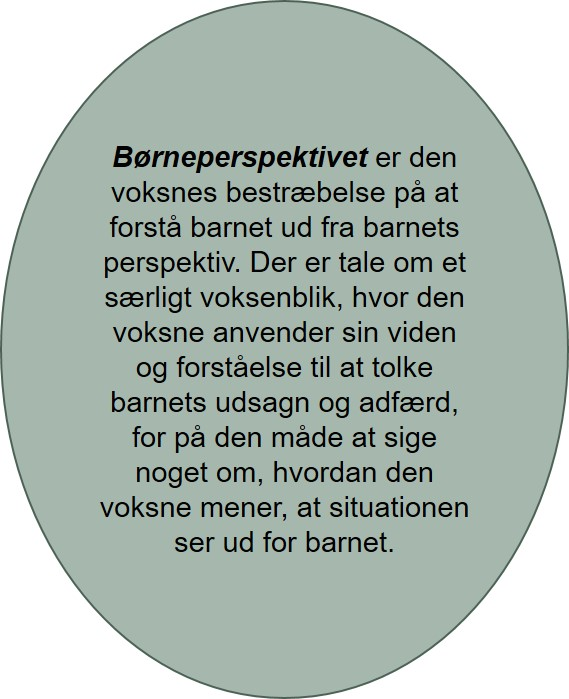 Børneperspektivet er den
voksnes bestræbelse på at
forstå barnet ud fra barnets
perspektiv. Der er tale om et
særligt voksenblik, hvor den
voksne anvender sin viden
og forståelse til at tolke
barnets udsagn og adfærd,
for på den måde at sige
noget om, hvordan den
voksne mener, at situationen
ser ud for barnet.